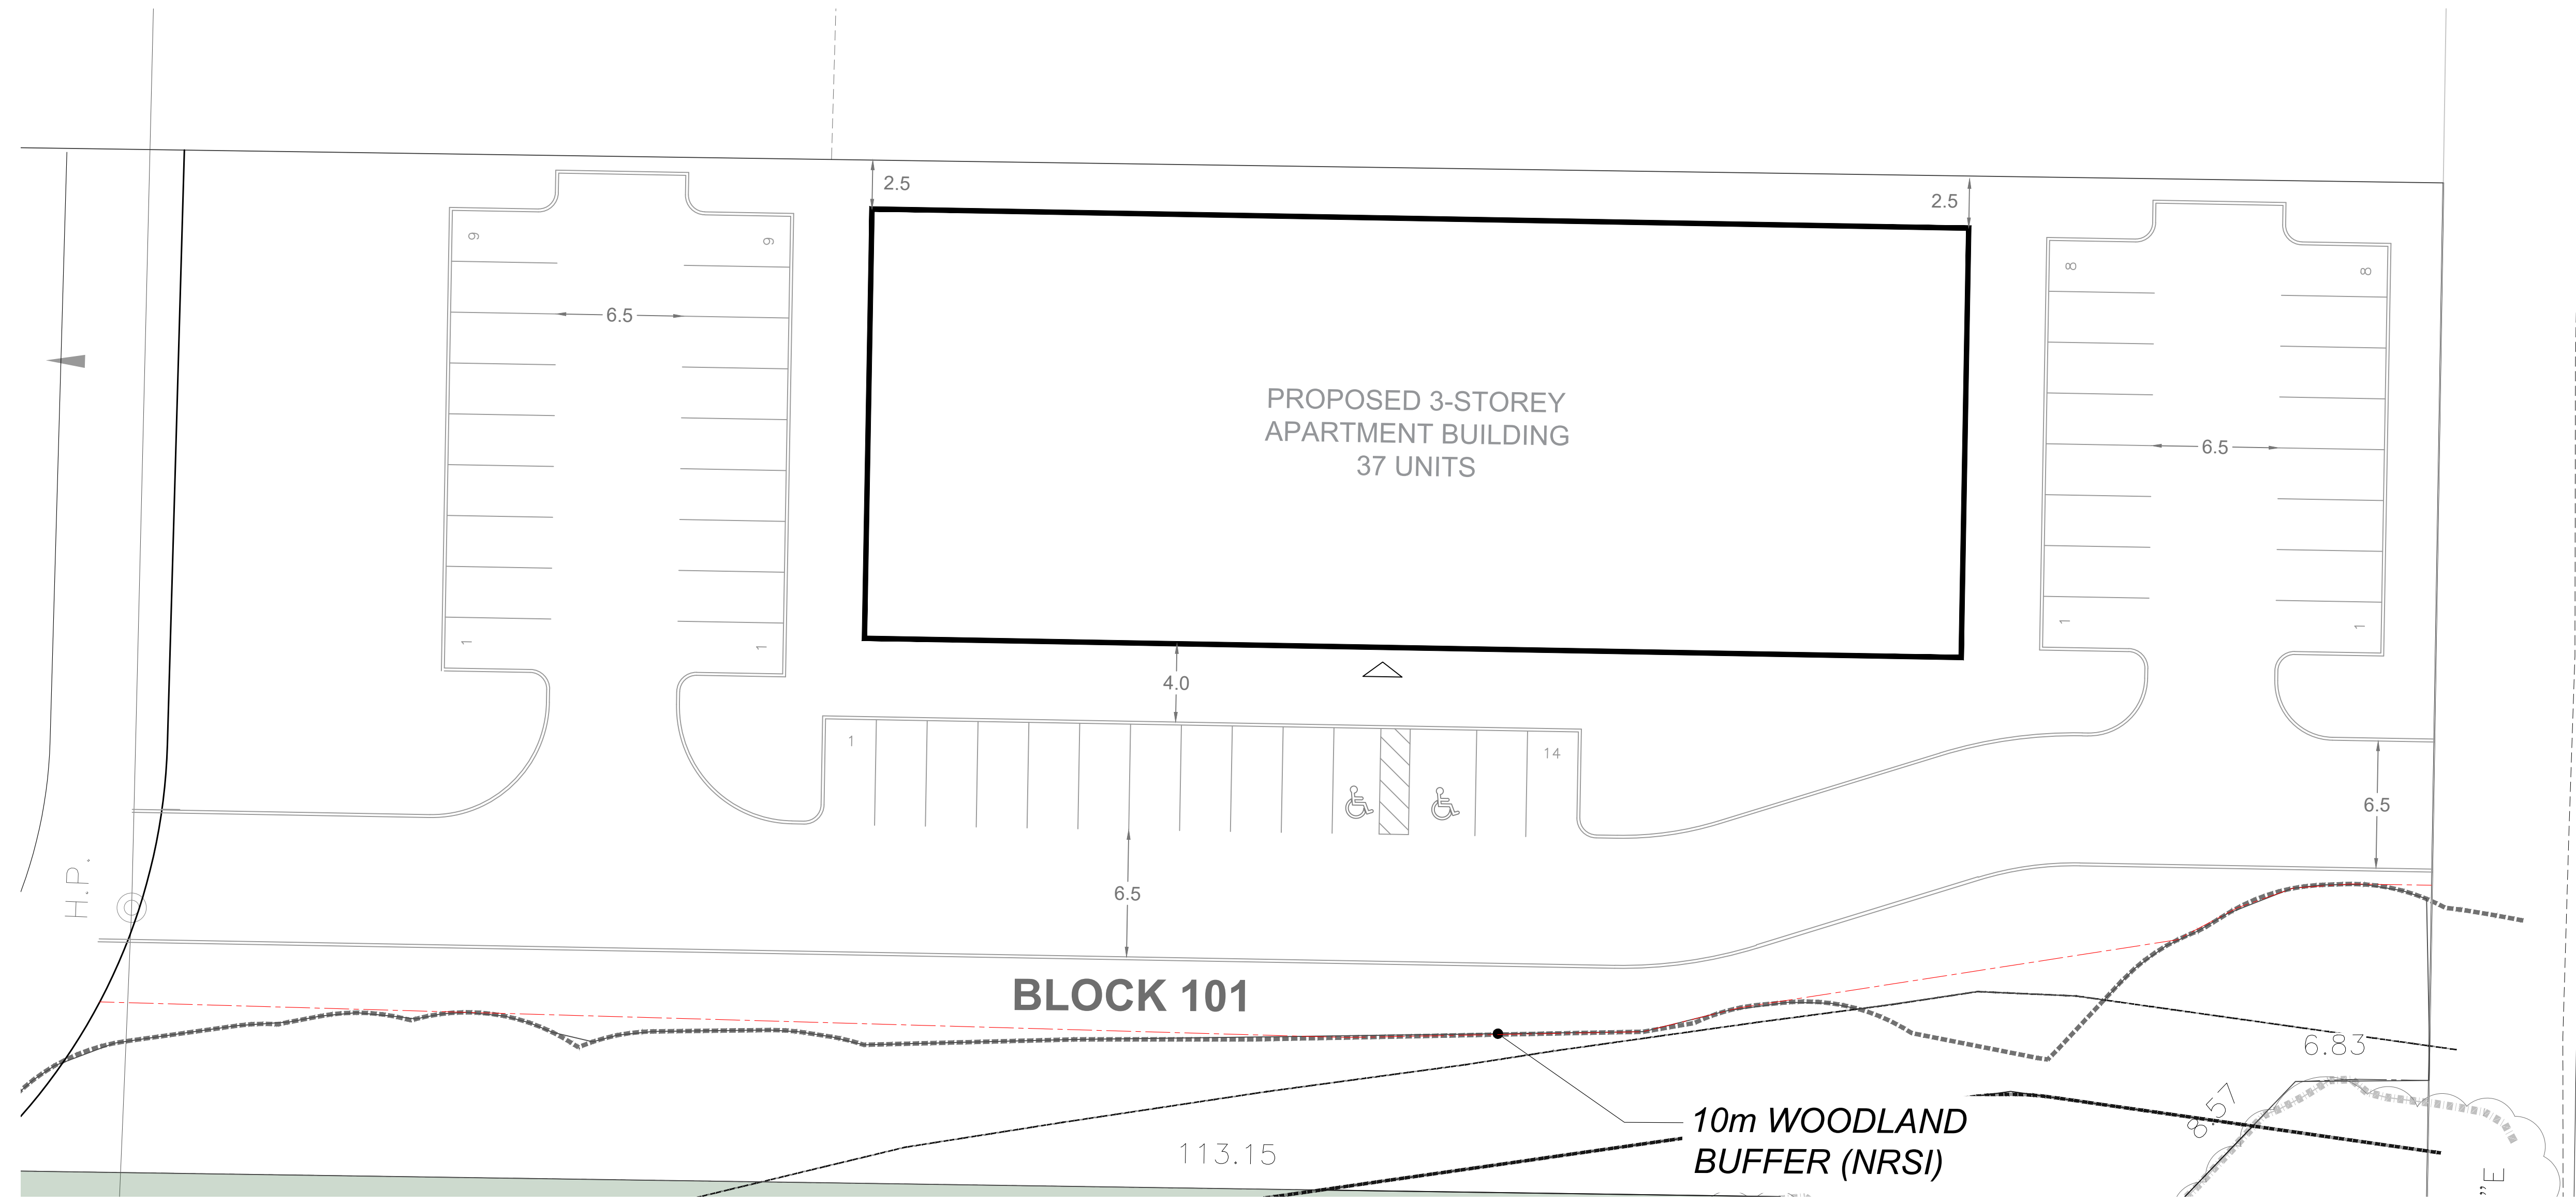 2.5
2.5
9
9
8
8
6.5
6.5
PROPOSED 3-STOREY
APARTMENT BUILDING
37 UNITS
1
1
1
1
4.0
1
14
6.5
6.5
H.P.
BLOCK 101
6.83
8.57
10m WOODLAND
BUFFER (NRSI)
113.15
"E